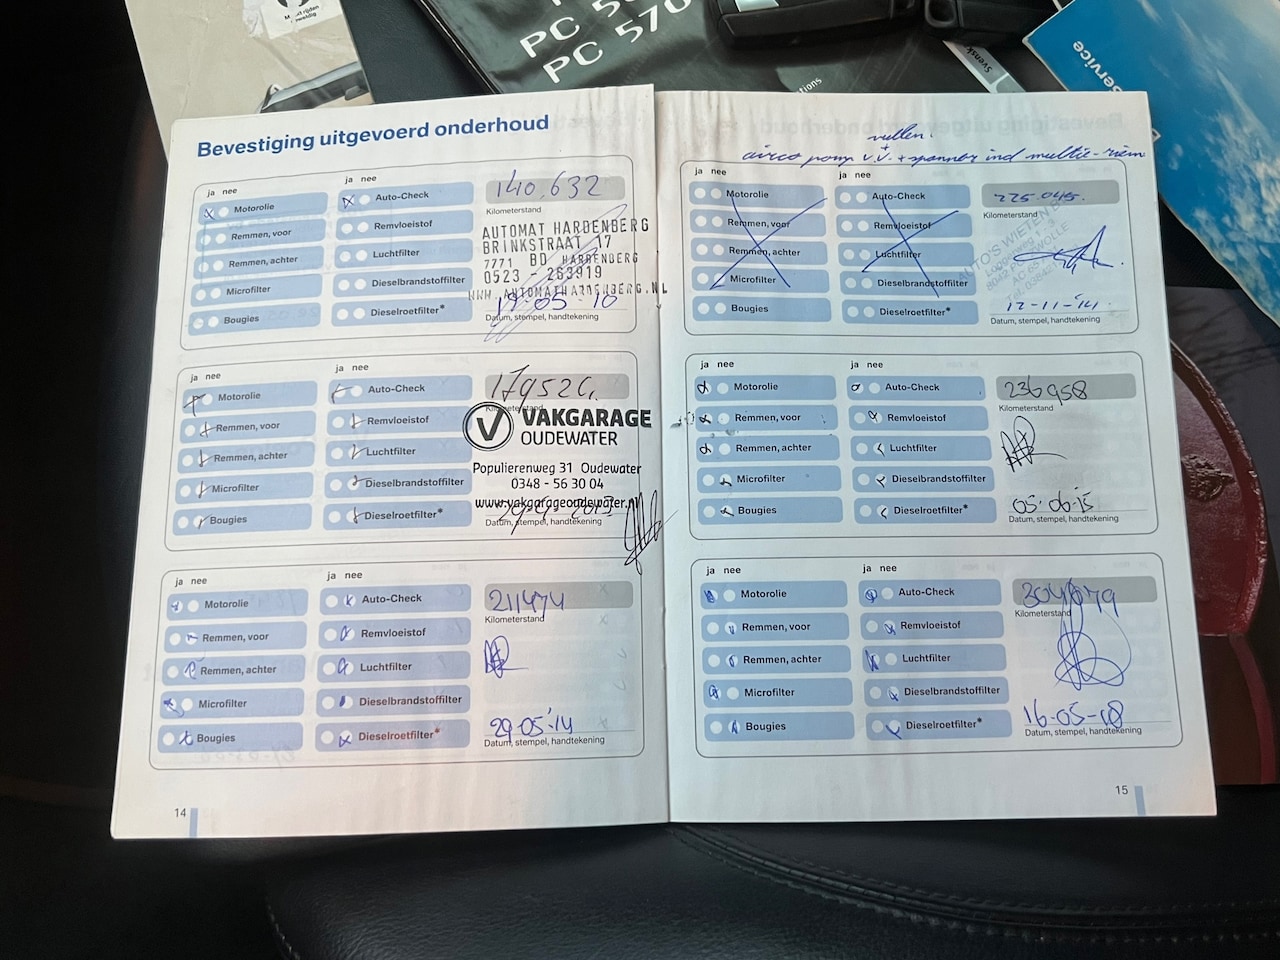 PC 570
Svensk
Service
Bevestiging uitgevoerd onderhoud
ja nee
ja nee
Motorolie
Auto-Check
140.632
Kilometerstand
Remmen, voor
Remvloeistof
AUTOMAT HARDENBERG
BRINKSTRAAT 17
Remmen, achter
Luchtfilter
7771 BD HARDENBERG
0523 - 263919
Microfilter
Dieselbrandstoffilter
WWW.AUTOMATHARDENBERG.NL
Bougies
Dieselroetfilter*
Datum, stempel, handtekening
ja nee
ja nee
Motorolie
Auto-Check
Remmen, voor
Remvloeistof
VAKGARAGE
OUDEWATER
Remmen, achter
Luchtfilter
Populierenweg 31 Oudewater
0348 - 56 30 04
Microfilter
Dieselbrandstoffilter
www.vakgarageoudewater.nl
Bougies
Dieselroetfilter*
Datum, stempel, handtekening
ja nee
ja nee
Motorolie
Auto-Check
211474
Kilometerstand
Remmen, voor
Remvloeistof
Remmen, achter
Luchtfilter
Microfilter
Dieselbrandstoffilter
29-05-'14
Bougies
Dieselroetfilter*
Datum, stempel, handtekening
14
vullen.
+
airco pomp V.V. + spanner ind multie-riem
ja nee
ja nee
Motorolie
Auto-Check
225.045.
Kilometerstand
Remmen, voor
Remvloeistof
AUTO'S WIETEN
Remmen, achter
Luchtfilter
ZWOLLE
Microfilter
Dieselbrandstoffilter
12-11-'14.
Bougies
Dieselroetfilter*
Datum, stempel, handtekening
ja nee
ja nee
Motorolie
Auto-Check
236958
Kilometerstand
Remmen, voor
Remvloeistof
Remmen, achter
Luchtfilter
Microfilter
Dieselbrandstoffilter
05-06-15
Bougies
Dieselroetfilter*
Datum, stempel, handtekening
ja nee
ja nee
Motorolie
Auto-Check
Kilometerstand
Remmen, voor
Remvloeistof
Remmen, achter
Luchtfilter
Microfilter
Dieselbrandstoffilter
16-05-18
Bougies
Dieselroetfilter*
Datum, stempel, handtekening
15